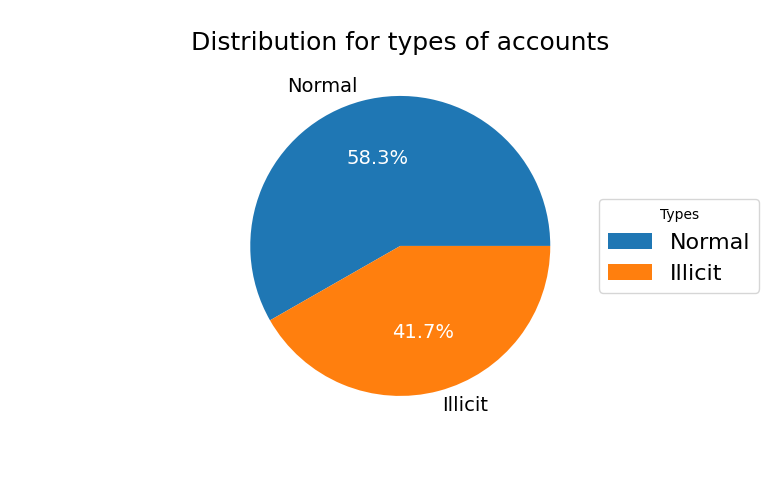 Distribution for types of accounts
Normal
58.3%
41.7%
Illicit
Types
Normal
Illicit